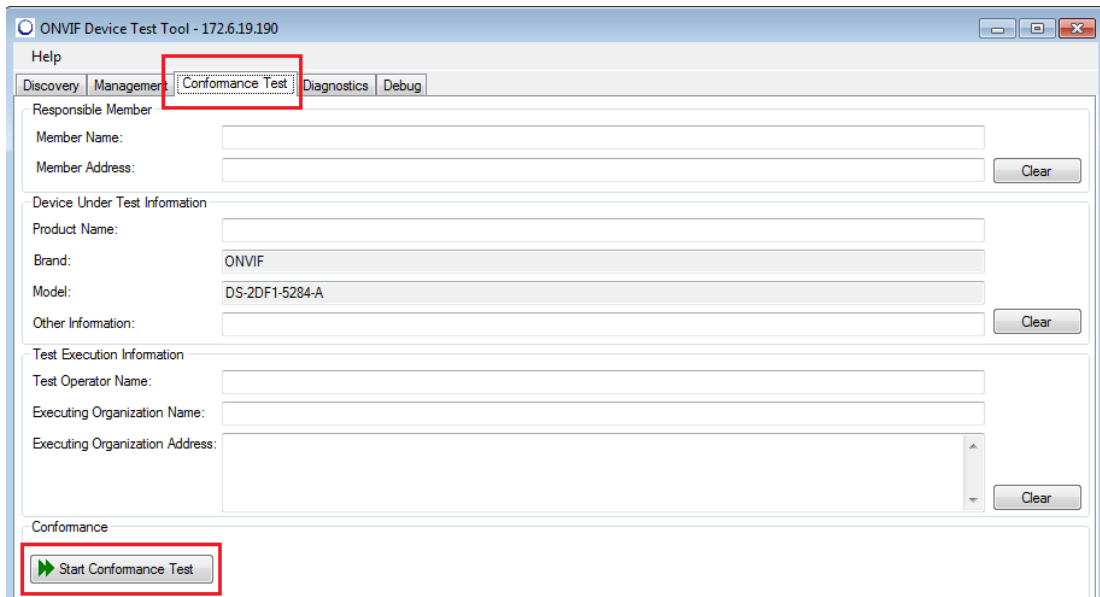 ONVIF Device Test Tool - 172.6.19.190
Help
Discovery Management Conformance Test Diagnostics Debug
Responsible Member
Member Name:
Member Address: Clear
Device Under Test Information
Product Name:
Brand: ONVIF
Model: DS-2DF1-5284-A
Other Information: Clear
Test Execution Information
Test Operator Name:
Executing Organization Name:
Executing Organization Address:
Clear
Conformance
Start Conformance Test